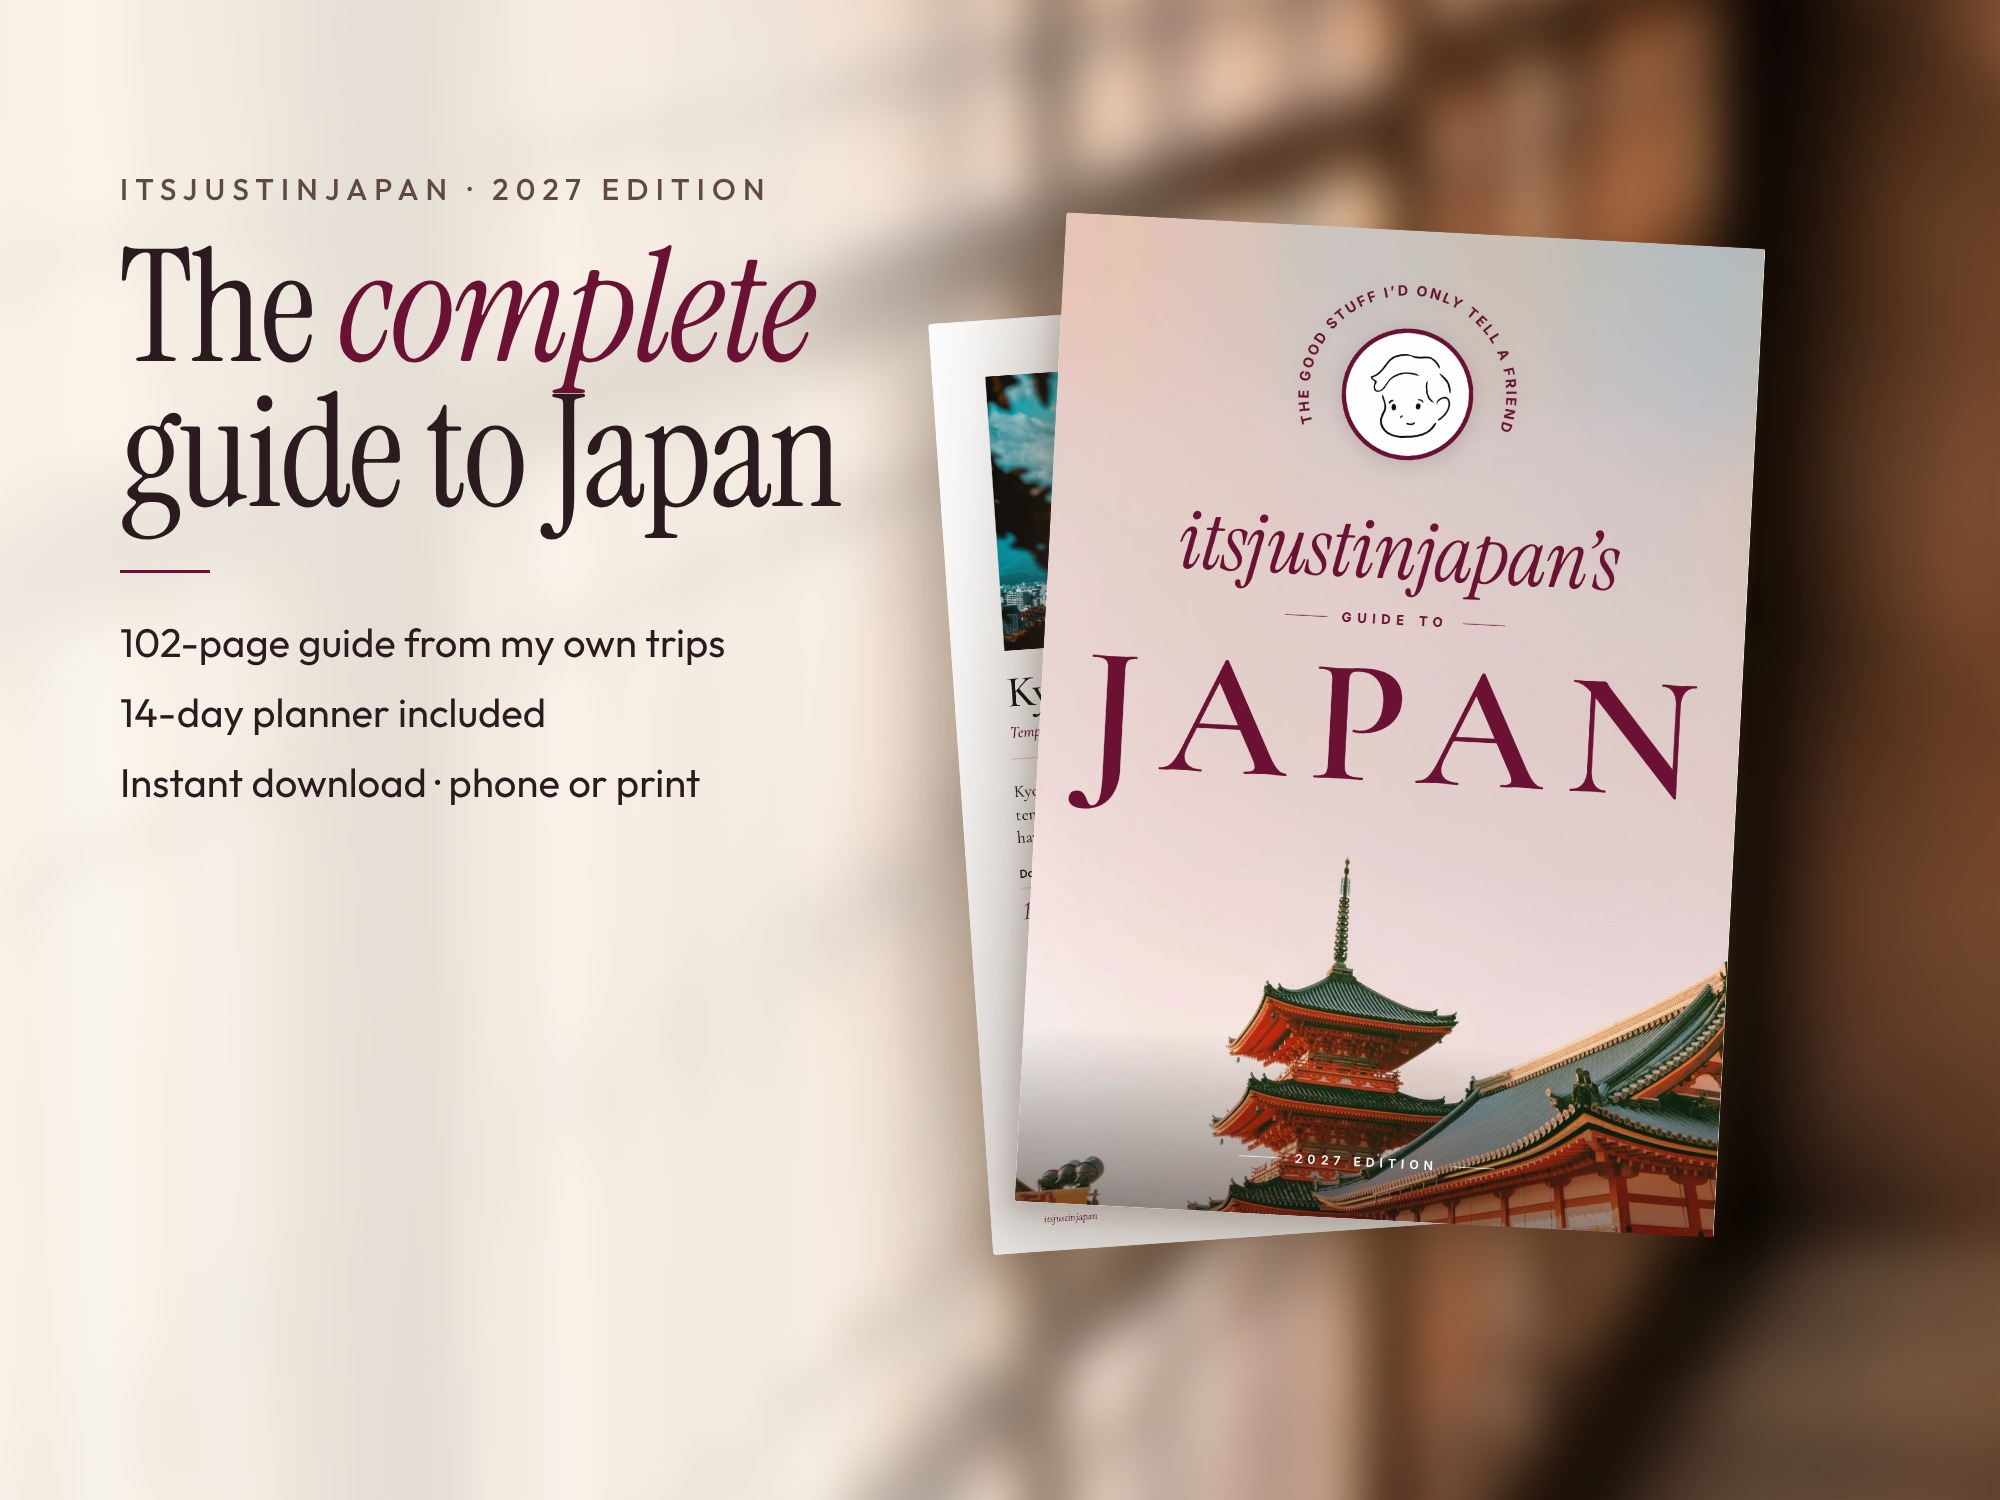 ITSJUSTINJAPAN · 2027 EDITION
The complete
guide to Japan
102-page guide from my own trips
14-day planner included
Instant download · phone or print
THE GOOD STUFF I'D ONLY TELL A FRIEND
itsjustinjapan's
GUIDE TO
JAPAN
2027 EDITION
itsjustinjapan